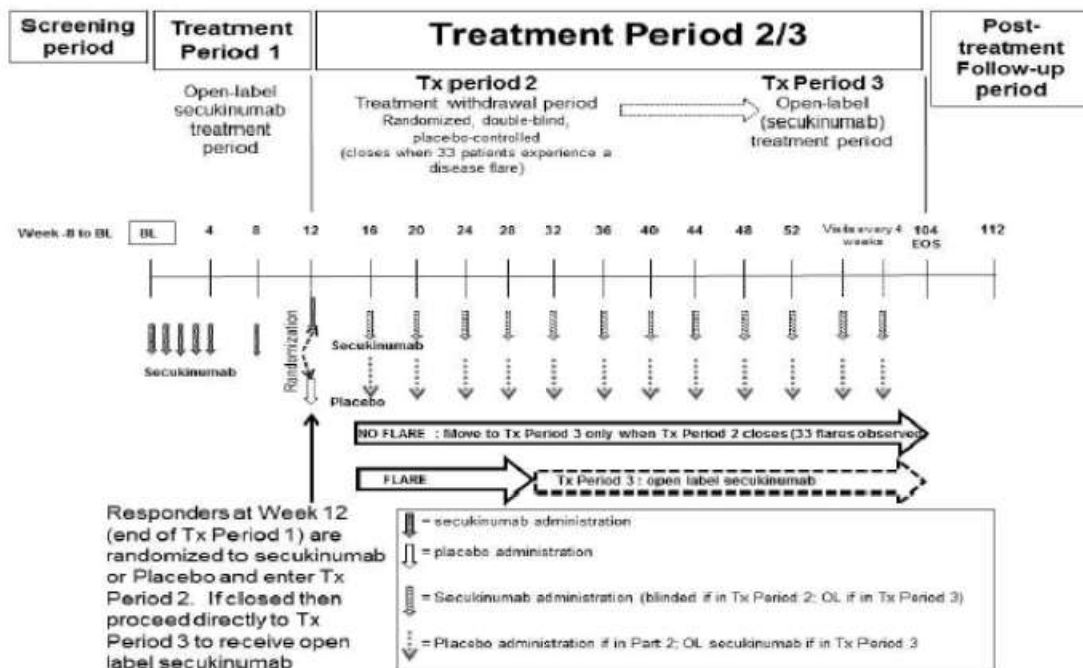 Screening
period
Treatment
Period 1
Treatment Period 2/3
Post-
treatment
Follow-up
period
Open-label
secukinumab
treatment
period
Tx period 2
Treatment withdrawal period
Randomized, double-blind,
placebo-controlled
(closes when 33 patients experience a
disease flare)
Tx Period 3
Open-label
(secukinumab)
treatment period
Week -8 to BL
BL
4
8
12
16
20
24
28
32
36
40
44
48
52
Visits every 4
weeks
104
EOS
112
Secukinumab
Randomization
Secukinumab
Placebo
NO FLARE : Move to Tx Period 3 only when Tx Period 2 closes (33 flares observed
FLARE
Tx Period 3 : open label secukinumab
Responders at Week 12
(end of Tx Period 1) are
randomized to secukinumab
or Placebo and enter Tx
Period 2. If closed then
proceed directly to Tx
Period 3 to receive open
label secukinumab
= secukinumab administration
= placebo administration
= Secukinumab administration (blinded if in Tx Period 2; OL if in Tx Period 3)
= Placebo administration if in Part 2; OL secukinumab if in Tx Period 3